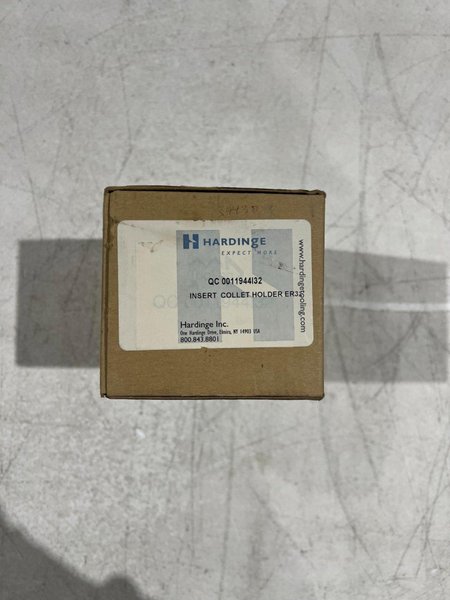 HARDINGE
EXPECT MORE
QC 0011944I32
INSERT COLLET HOLDER ER32
Hardinge Inc.
One Hardinge Drive, Elmira, NY 14903 USA
800.843.8801
www.hardingetooling.com